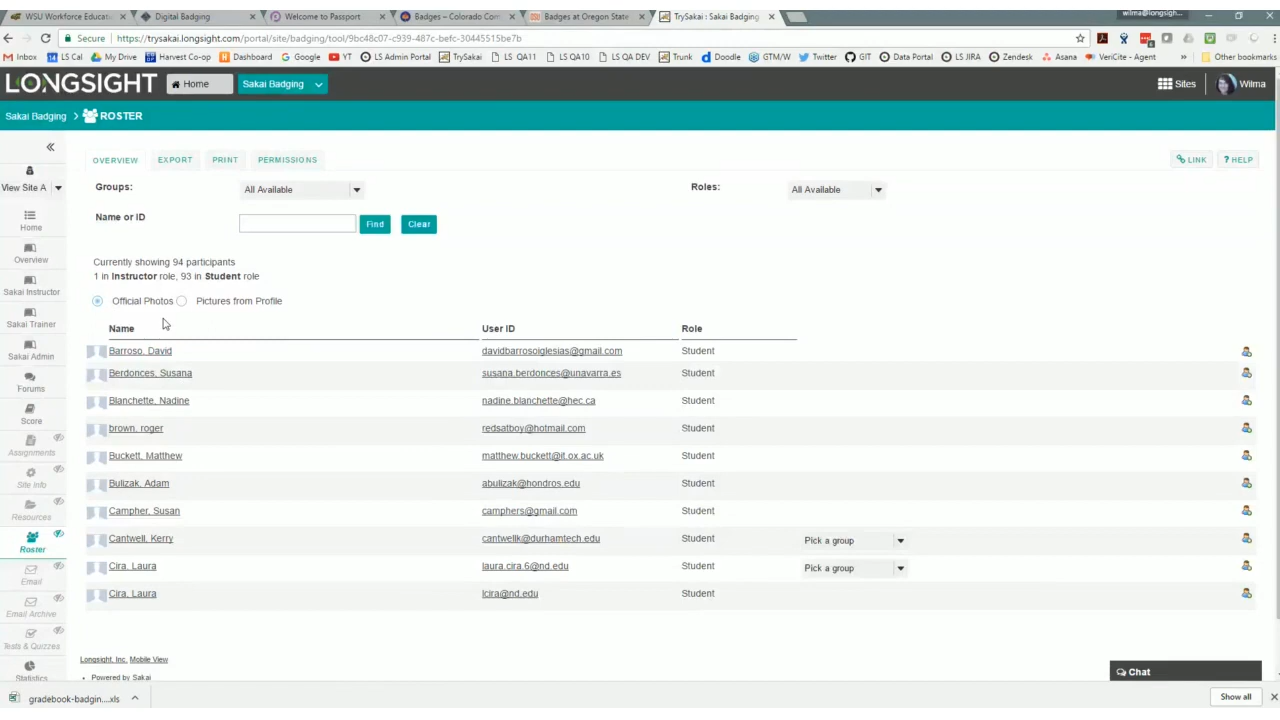 WSU Workforce Educati
Digital Badging
Welcome to Passport
Badges – Colorado Com
Badges at Oregon State
TrySakai : Sakai Badging
wilma@longsigh...
Secure
https://trysakai.longsight.com/portal/site/badging/tool/9bc48c07-c939-487c-befc-30445515be7b
Inbox LS Cal My Drive Harvest Co-op Dashboard Google YT LS Admin Portal TrySakai LS QA11 LS QA10 LS QA DEV Trunk Doodle GTM/W Twitter GIT Data Portal LS JIRA Zendesk Asana VeriCite - Agent » Other bookmarks
LONGSIGHT Home Sakai Badging Sites Wilma
Sakai Badging > ROSTER
«
View Site A
Home
Overview
Sakai Instructor
Sakai Trainer
Sakai Admin
Forums
Score
Assignments
Site Info
Resources
Roster
Email
Email Archive
Tests & Quizzes
Statistics
OVERVIEW EXPORT PRINT PERMISSIONS LINK ? HELP
Groups: All Available Roles: All Available
Name or ID Find Clear
Currently showing 94 participants
1 in Instructor role, 93 in Student role
Official Photos Pictures from Profile
Name User ID Role
Barroso, David davidbarrosoiglesias@gmail.com Student
Berdonces, Susana susana.berdonces@unavarra.es Student
Blanchette, Nadine nadine.blanchette@hec.ca Student
brown, roger redsatboy@hotmail.com Student
Buckett, Matthew matthew.buckett@it.ox.ac.uk Student
Bulizak, Adam abulizak@hondros.edu Student
Campher, Susan camphers@gmail.com Student
Cantwell, Kerry cantwellk@durhamtech.edu Student Pick a group
Cira, Laura laura.cira.6@nd.edu Student Pick a group
Cira, Laura lcira@nd.edu Student
Longsight, Inc. Mobile View
Powered by Sakai
Chat
gradebook-badgin....xls
Show all